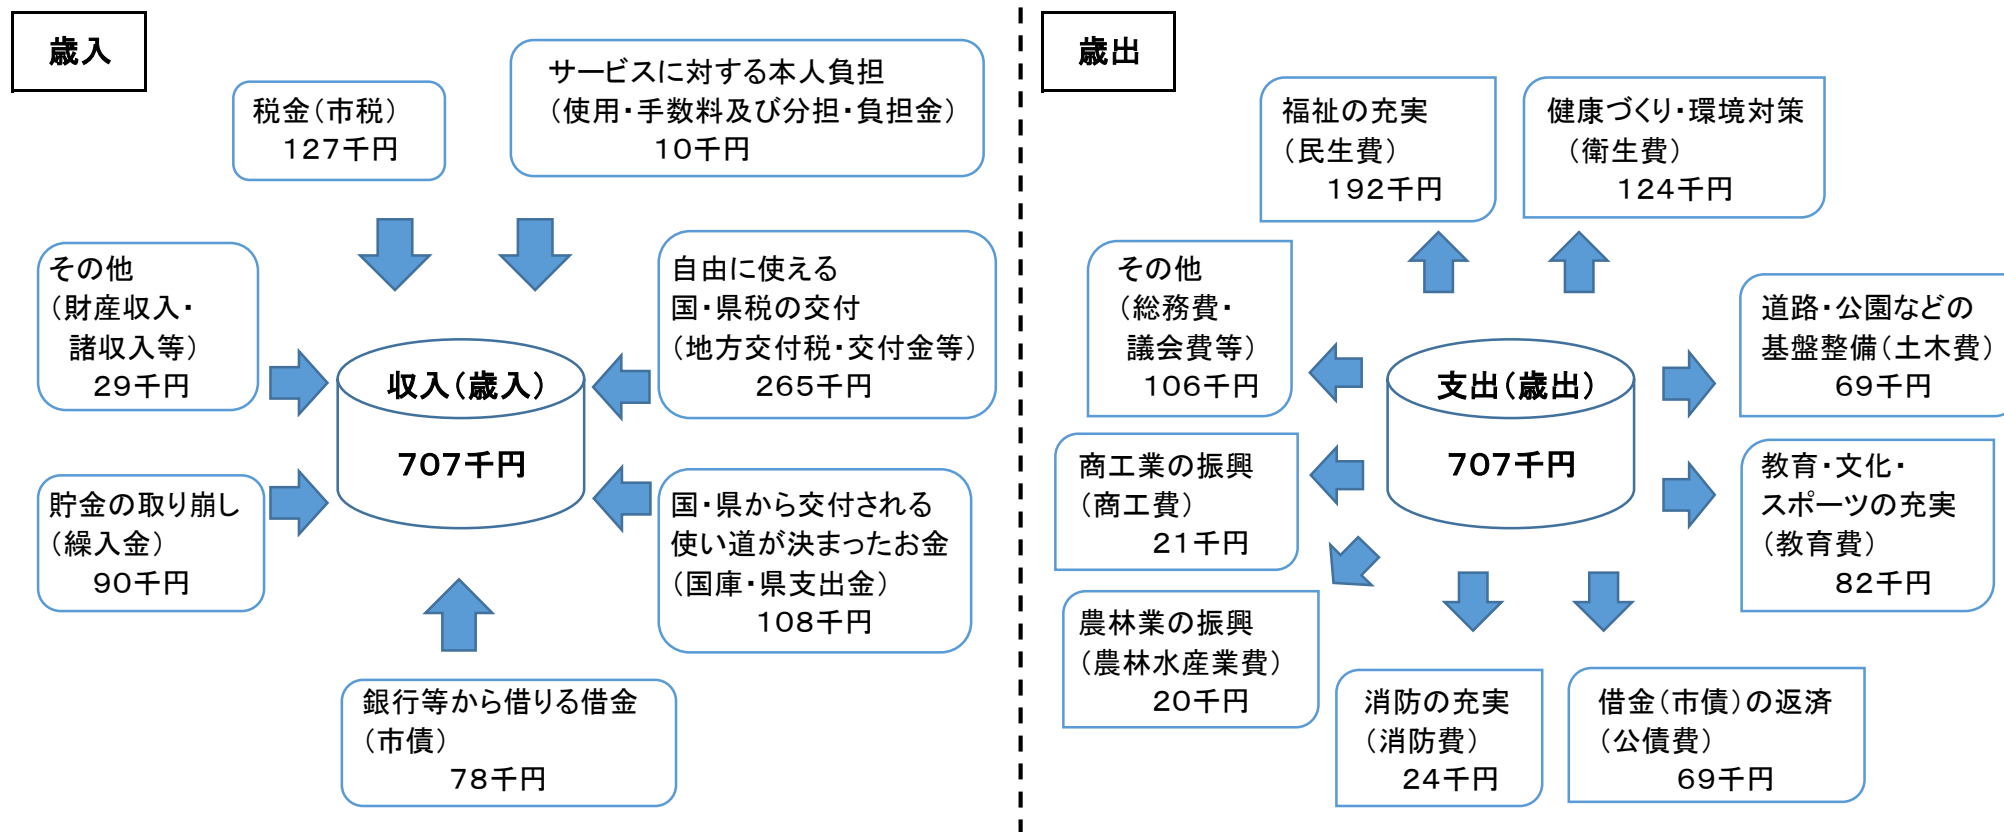 歳入
税金(市税)
127千円
サービスに対する本人負担
(使用・手数料及び分担・負担金)
10千円
その他
(財産収入・
諸収入等)
29千円
自由に使える
国・県税の交付
(地方交付税・交付金等)
265千円
収入(歳入)
707千円
貯金の取り崩し
(繰入金)
90千円
国・県から交付される
使い道が決まったお金
(国庫・県支出金)
108千円
銀行等から借りる借金
(市債)
78千円
歳出
福祉の充実
(民生費)
192千円
健康づくり・環境対策
(衛生費)
124千円
その他
(総務費・
議会費等)
106千円
道路・公園などの
基盤整備(土木費)
69千円
支出(歳出)
707千円
商工業の振興
(商工費)
21千円
教育・文化・
スポーツの充実
(教育費)
82千円
農林業の振興
(農林水産業費)
20千円
消防の充実
(消防費)
24千円
借金(市債)の返済
(公債費)
69千円